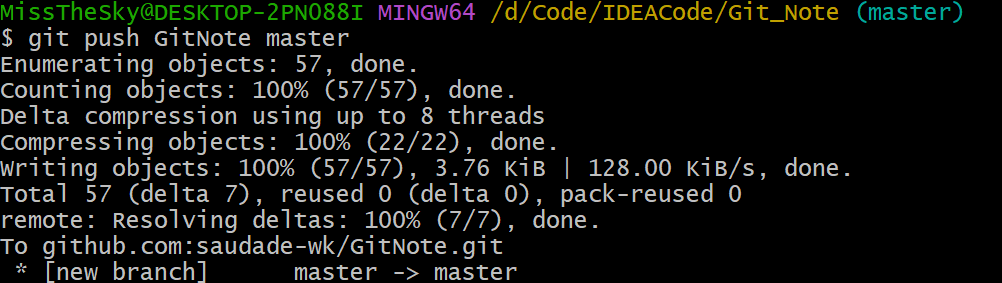 MissTheSky@DESKTOP-2PNO88I MINGW64 /d/Code/IDEACode/Git_Note (master)
$ git push GitNote master
Enumerating objects: 57, done.
Counting objects: 100% (57/57), done.
Delta compression using up to 8 threads
Compressing objects: 100% (22/22), done.
Writing objects: 100% (57/57), 3.76 KiB | 128.00 KiB/s, done.
Total 57 (delta 7), reused 0 (delta 0), pack-reused 0
remote: Resolving deltas: 100% (7/7), done.
To github.com:saudade-wk/GitNote.git
 * [new branch]      master -> master